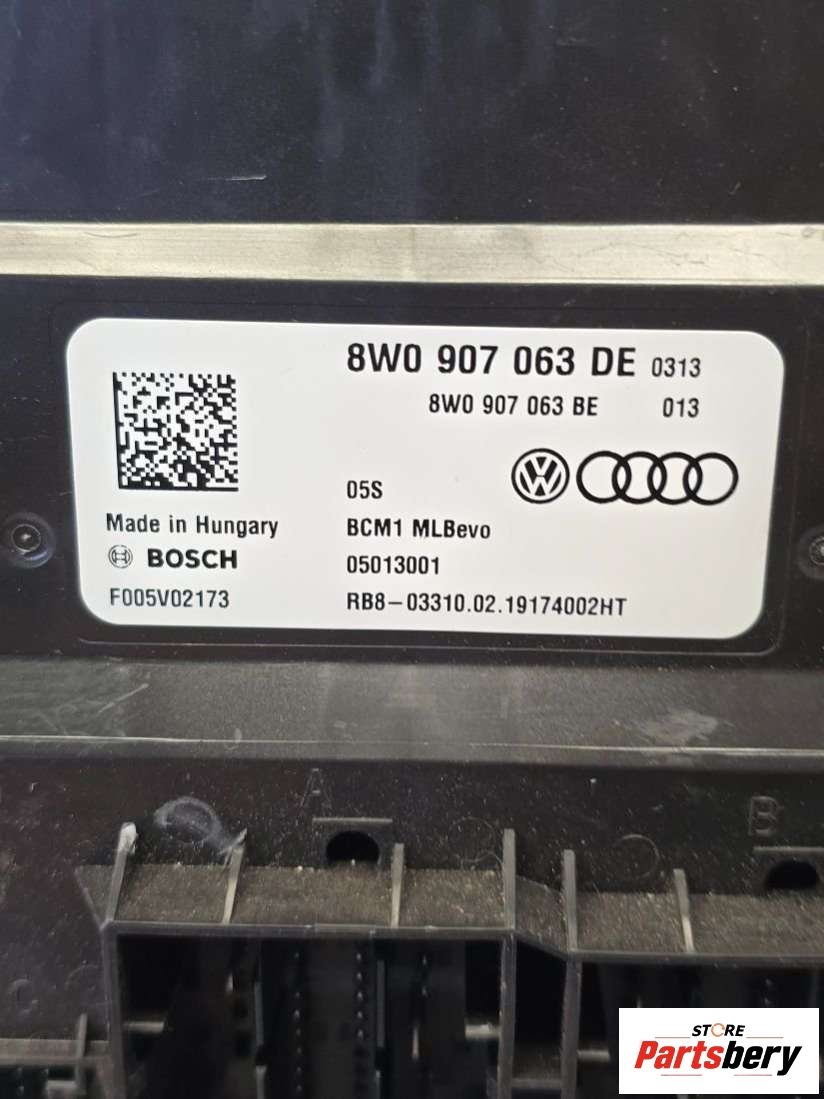 8W0 907 063 DE 0313
8W0 907 063 BE 013
05S
Made in Hungary
BCM1 MLBevo
BOSCH
05013001
F005V02173
RB8-03310.02.19174002HT
A
B
STORE
Partsbery